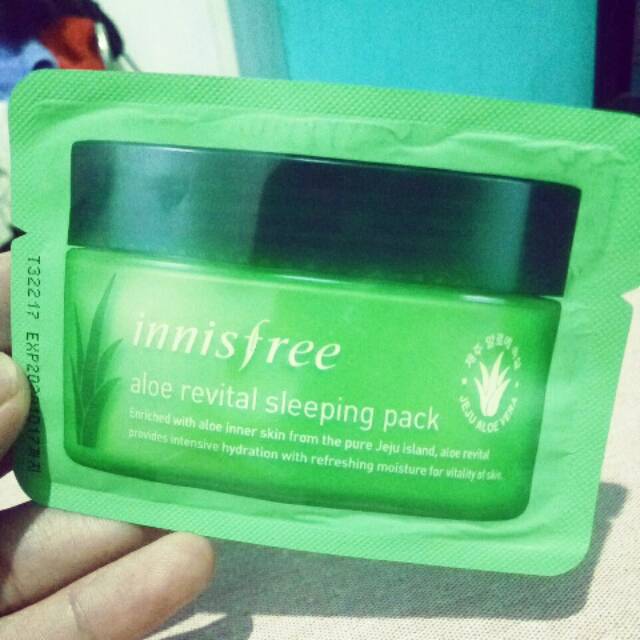 innisfree
aloe revital sleeping pack
Enriched with aloe inner skin from the pure Jeju island, aloe revital
provides intensive hydration with refreshing moisture for vitality of skin.
JEJU ALOE VERA
T32217